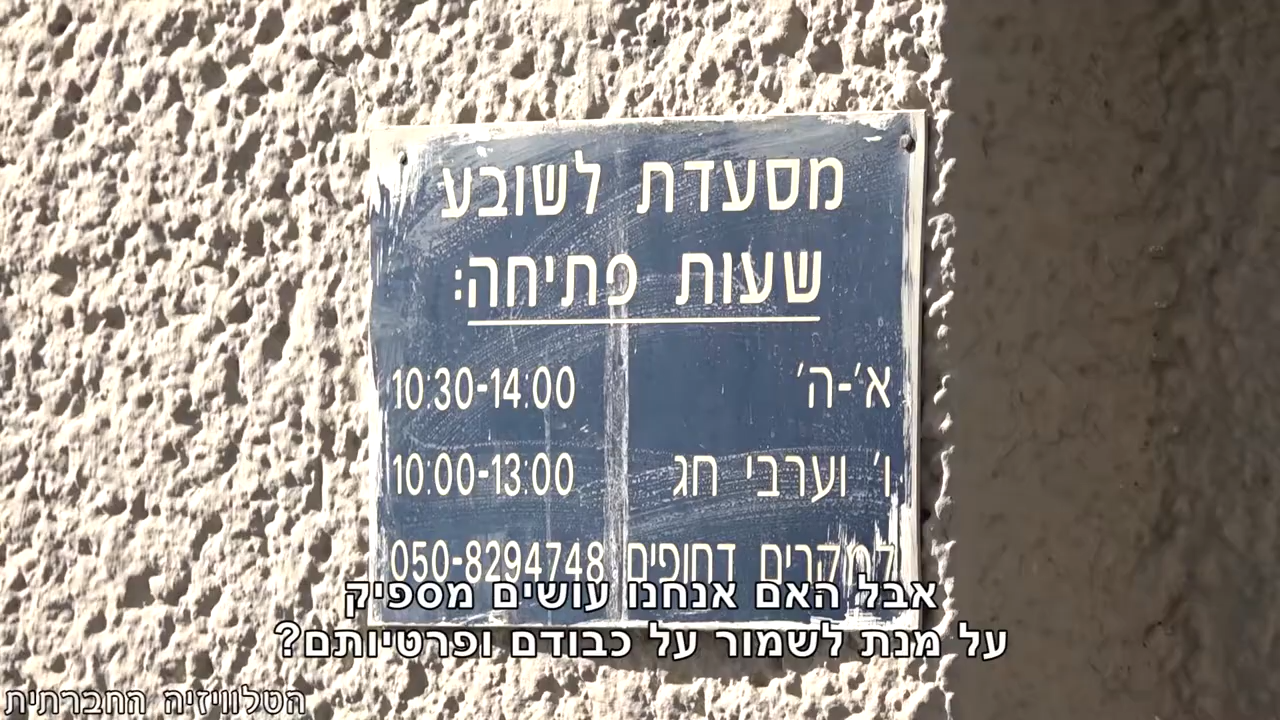 מסעדת לשובע
שעות פתיחה:
א'-ה' 10:30-14:00
ו' וערבי חג 10:00-13:00
למקרים דחופים 050-8294748
אבל האם אנחנו עושים מספיק
על מנת לשמור על כבודם ופרטיותם?
הטלוויזיה החברתית